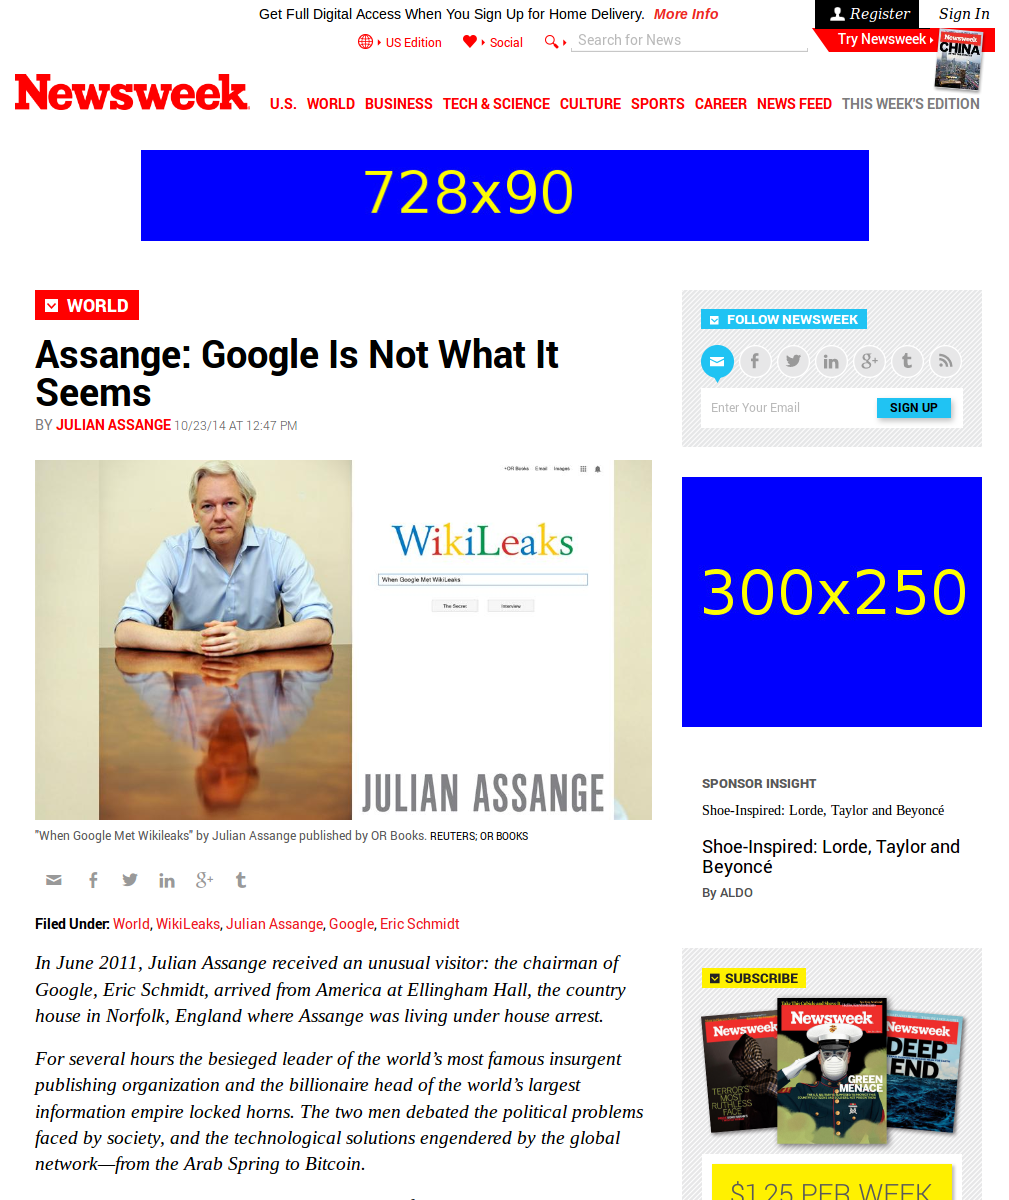 Get Full Digital Access When You Sign Up for Home Delivery. More Info
Register
Sign In
US Edition
Social
Search for News
Try Newsweek
Newsweek
CHINA
Newsweek
U.S. WORLD BUSINESS TECH & SCIENCE CULTURE SPORTS CAREER NEWS FEED THIS WEEK'S EDITION
728x90
WORLD
Assange: Google Is Not What It
Seems
BY JULIAN ASSANGE 10/23/14 AT 12:47 PM
+OR Books Email Images
WikiLeaks
When Google Met WikiLeaks
The Secret Interview
JULIAN ASSANGE
"When Google Met Wikileaks" by Julian Assange published by OR Books. REUTERS; OR BOOKS
Filed Under: World, WikiLeaks, Julian Assange, Google, Eric Schmidt
In June 2011, Julian Assange received an unusual visitor: the chairman of
Google, Eric Schmidt, arrived from America at Ellingham Hall, the country
house in Norfolk, England where Assange was living under house arrest.
For several hours the besieged leader of the world’s most famous insurgent
publishing organization and the billionaire head of the world’s largest
information empire locked horns. The two men debated the political problems
faced by society, and the technological solutions engendered by the global
network—from the Arab Spring to Bitcoin.
FOLLOW NEWSWEEK
Enter Your Email
SIGN UP
300x250
SPONSOR INSIGHT
Shoe-Inspired: Lorde, Taylor and Beyoncé
Shoe-Inspired: Lorde, Taylor and
Beyoncé
By ALDO
SUBSCRIBE
Newsweek
TERROR'S
MOST
RUTHLESS
FACE
Newsweek
GREEN
MENACE
Newsweek
DEEP
END
$1.25 PER WEEK